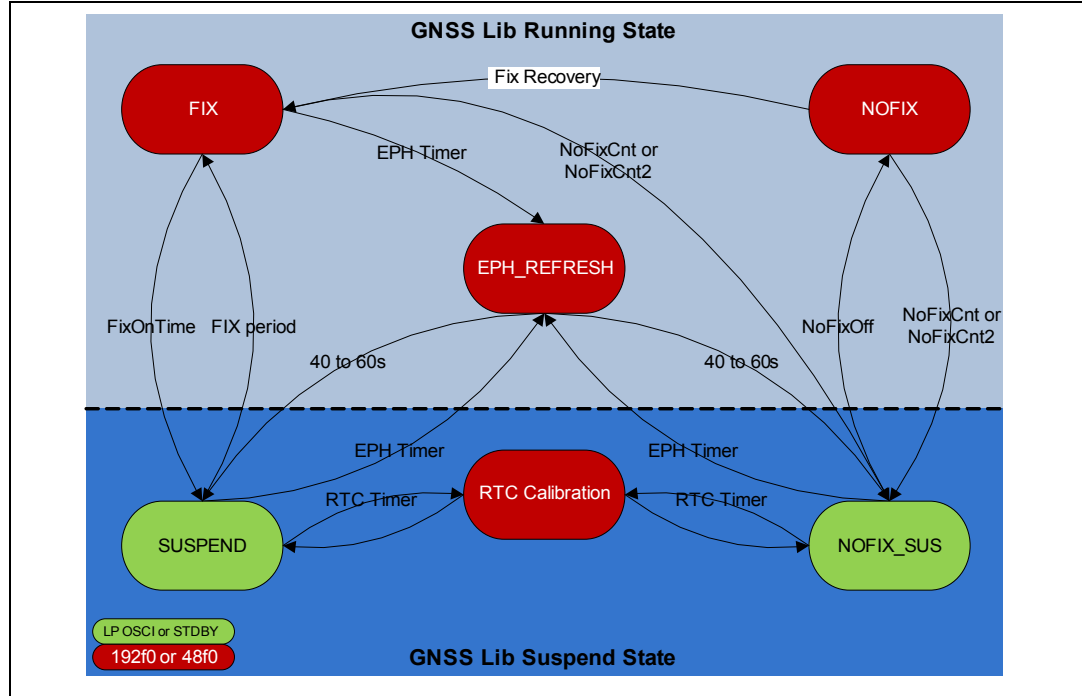 GNSS Lib Running State
Fix Recovery
FIX
NOFIX
EPH Timer
NoFixCnt or
NoFixCnt2
EPH_REFRESH
FixOnTime
FIX period
NoFixOff
NoFixCnt or
NoFixCnt2
40 to 60s
40 to 60s
EPH Timer
EPH Timer
RTC Timer
RTC Calibration
RTC Timer
SUSPEND
NOFIX_SUS
LP OSCI or STDBY
192f0 or 48f0
GNSS Lib Suspend State